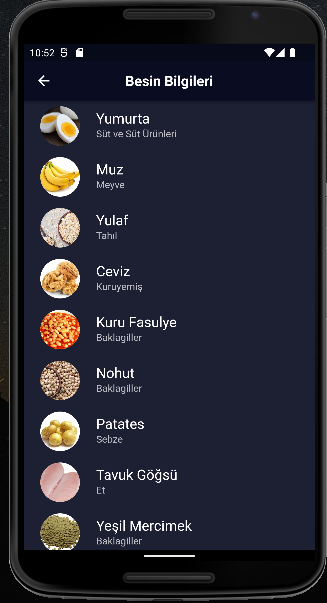 10:52
Besin Bilgileri
Yumurta
Süt ve Süt Ürünleri
Muz
Meyve
Yulaf
Tahıl
Ceviz
Kuruyemiş
Kuru Fasulye
Baklagiller
Nohut
Baklagiller
Patates
Sebze
Tavuk Göğsü
Et
Yeşil Mercimek
Baklagiller